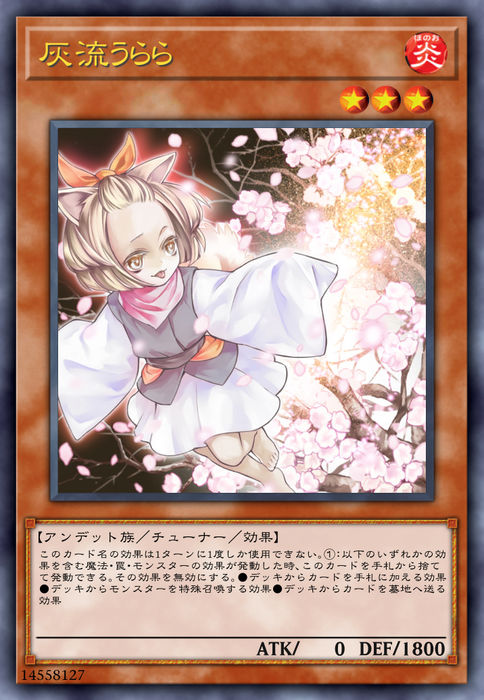 灰流うらら
ほのお
炎
【アンデット族／チューナー／効果】
このカード名の効果は1ターンに1度しか使用できない。①：以下のいずれかの効
果を含む魔法・罠・モンスターの効果が発動した時、このカードを手札から捨て
て発動できる。その効果を無効にする。●デッキからカードを手札に加える効果
●デッキからモンスターを特殊召喚する効果●デッキからカードを墓地へ送る
効果
ATK/ 0 DEF/1800
14558127